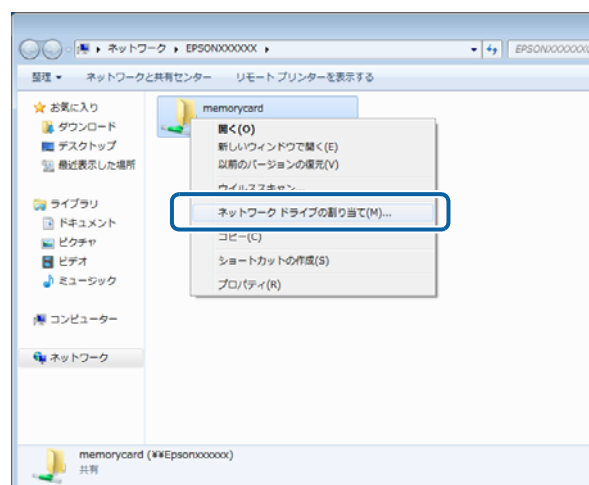 ネットワーク ▸ EPSONXXXXXX ▸
EPSONXXXXXX
整理 ▼ ネットワークと共有センター リモート プリンターを表示する
お気に入り
ダウンロード
デスクトップ
最近表示した場所
ライブラリ
ドキュメント
ピクチャ
ビデオ
ミュージック
コンピューター
ネットワーク
memorycard
開く(O)
新しいウィンドウで開く(E)
以前のバージョンの復元(V)
ウイルススキャン...
ネットワーク ドライブの割り当て(M)...
コピー(C)
ショートカットの作成(S)
プロパティ(R)
memorycard (¥¥Epsonxxxxxx)
共有